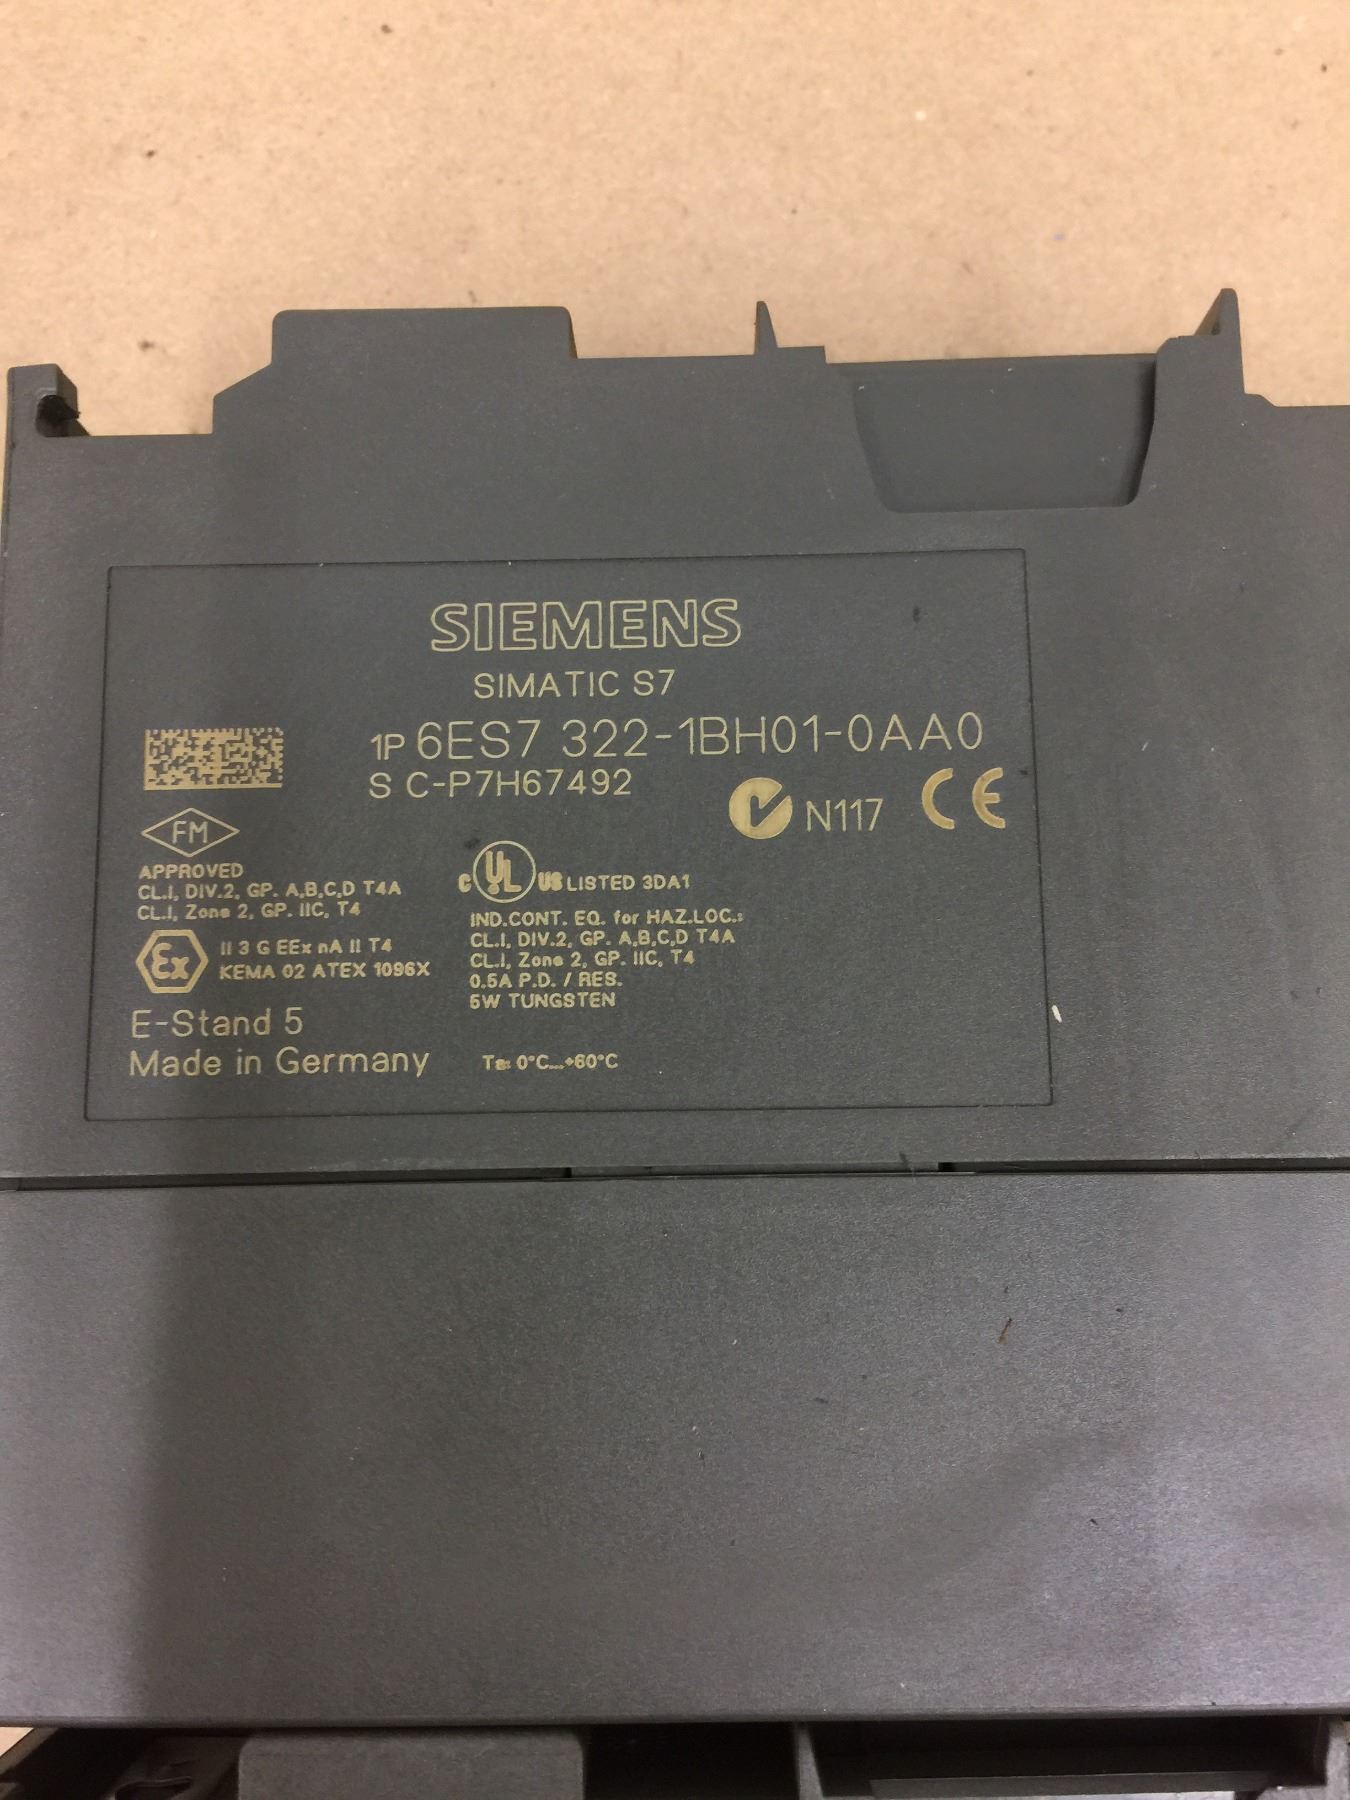 SIEMENS
SIMATIC S7
1P 6ES7 322-1BH01-0AA0
S C-P7H67492
N117 CE
FM
APPROVED
CL.I, DIV.2, GP. A,B,C,D T4A
CL.I, Zone 2, GP. IIC, T4
Ex II 3 G EEx nA II T4
KEMA 02 ATEX 1096X
E-Stand 5
Made in Germany
C UL US LISTED 3DA1
IND.CONT. EQ. for HAZ.LOC.:
CL.I, DIV.2, GP. A,B,C,D T4A
CL.I, Zone 2, GP. IIC, T4
0.5A P.D. / RES.
5W TUNGSTEN
Ta: 0°C...+60°C